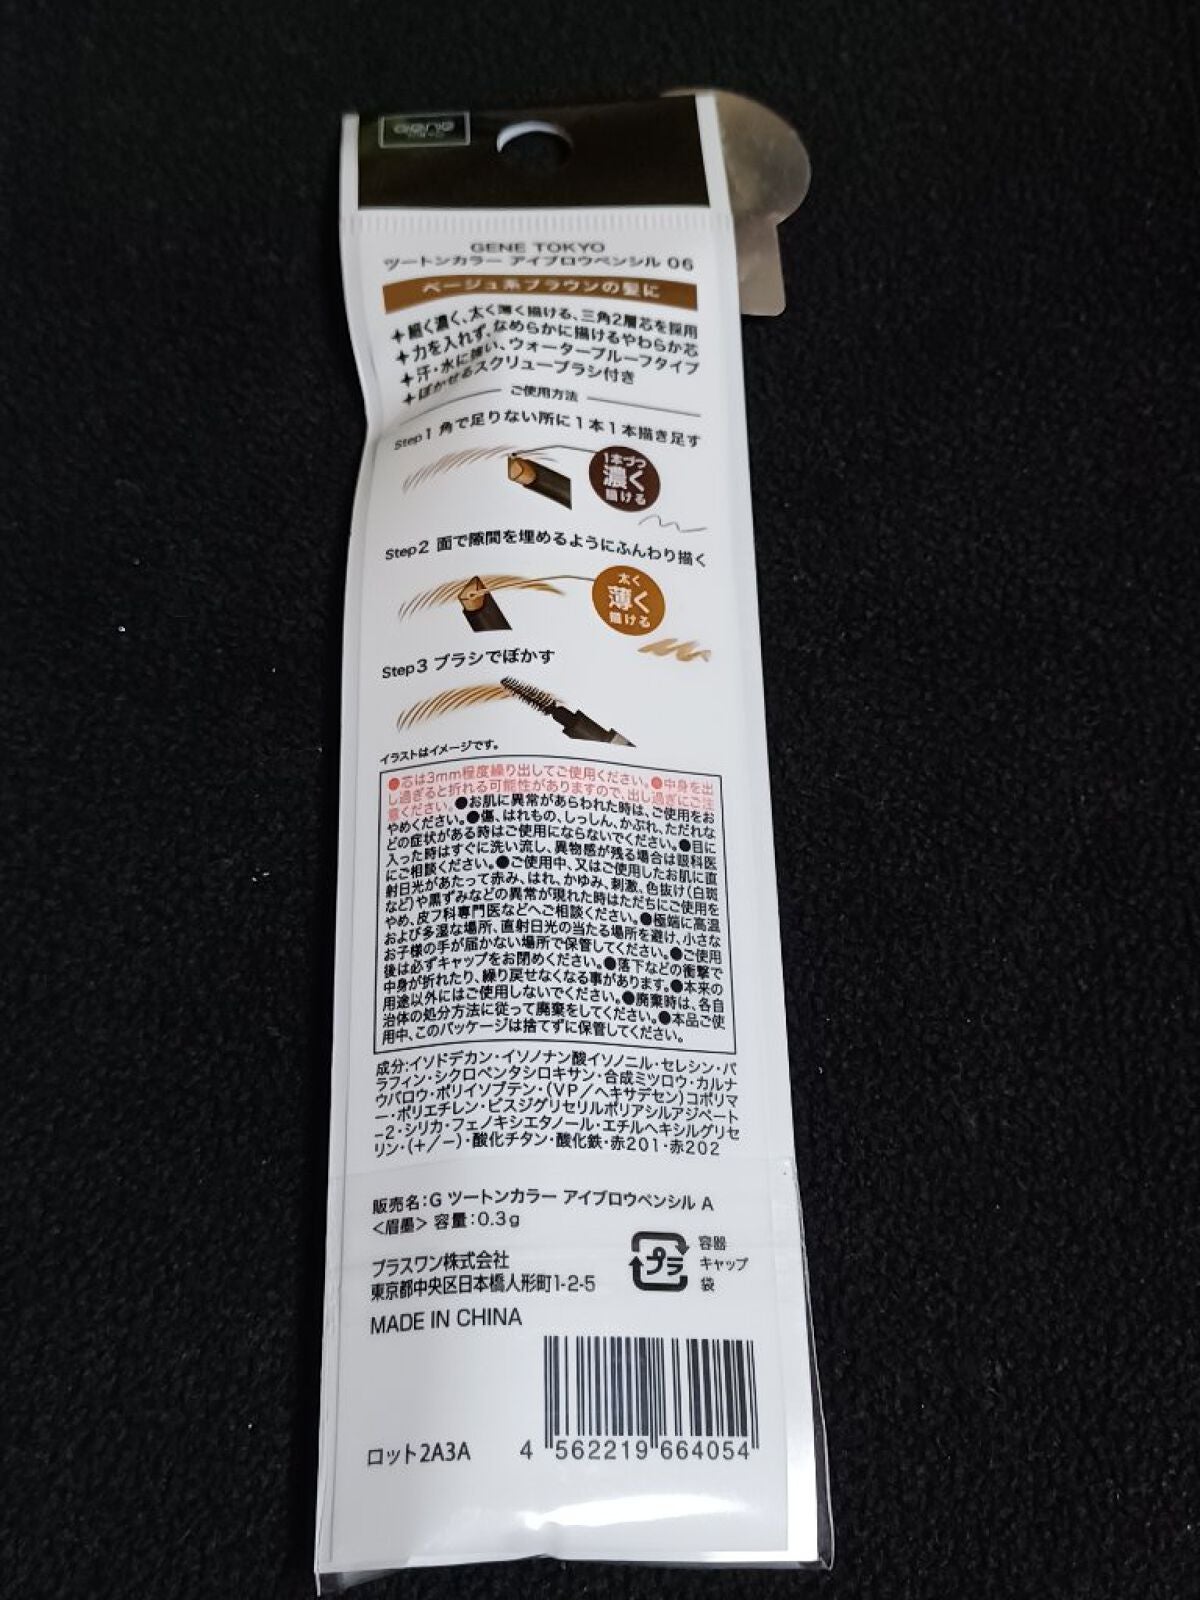 GENE TOKYO
ツートンカラー アイブロウペンシル 06
ベージュ系ブラウンの髪に
細く濃く、太く薄く描ける、三角2層芯を採用
力を入れず、なめらかに描けるやわらか芯
汗・水に強い、ウォータープルーフタイプ
ぼかせるスクリューブラシ付き
ご使用方法
Step1 角で足りない所に1本1本描き足す
1本づつ
濃く
描ける
Step2 面で隙間を埋めるようにふんわり描く
太く
薄く
描ける
Step3 ブラシでぼかす
イラストはイメージです。
●芯は3mm程度繰り出してご使用ください。●中身を出
し過ぎると折れる可能性がありますので、出し過ぎにご注
意ください。●お肌に異常があらわれた時は、ご使用をお
やめください。●傷、はれもの、しっしん、かぶれ、ただれな
どの症状がある時はご使用にならないでください。●目に
入った時はすぐに洗い流し、異物感が残る場合は眼科医
にご相談ください。●ご使用中、又はご使用したお肌に直
射日光があたって赤み、はれ、かゆみ、刺激、色抜け(白斑
など)や黒ずみなどの異常が現れた時はただちにご使用を
やめ、皮フ科専門医などへご相談ください。●極端に高温
および多湿な場所、直射日光の当たる場所を避け、小さな
お子様の手が届かない場所で保管してください。●ご使用
後は必ずキャップをお閉めください。●落下などの衝撃で
中身が折れたり、繰り戻せなくなる事があります。●本来の
用途以外にはご使用しないでください。●廃棄時は、各自
治体の処分方法に従って廃棄をしてください。●本品ご使
用中、このパッケージは捨てずに保管してください。
成分:イソドデカン・イソノナン酸イソノニル・セレシン・パ
ラフィン・シクロペンタシロキサン・合成ミツロウ・カルナ
ウバロウ・ポリイソブテン・(VP/ヘキサデセン)コポリマ
ー・ポリエチレン・ビスジグリセリルポリアシルアジペート
-2・シリカ・フェノキシエタノール・エチルヘキシルグリセ
リン・(+/-)・酸化チタン・酸化鉄・赤201・赤202
販売名:G ツートンカラー アイブロウペンシル A
<眉墨> 容量:0.3g
プラスワン株式会社
東京都中央区日本橋人形町1-2-5
MADE IN CHINA
プラ
容器
キャップ
袋
ロット2A3A
4 562219 664054